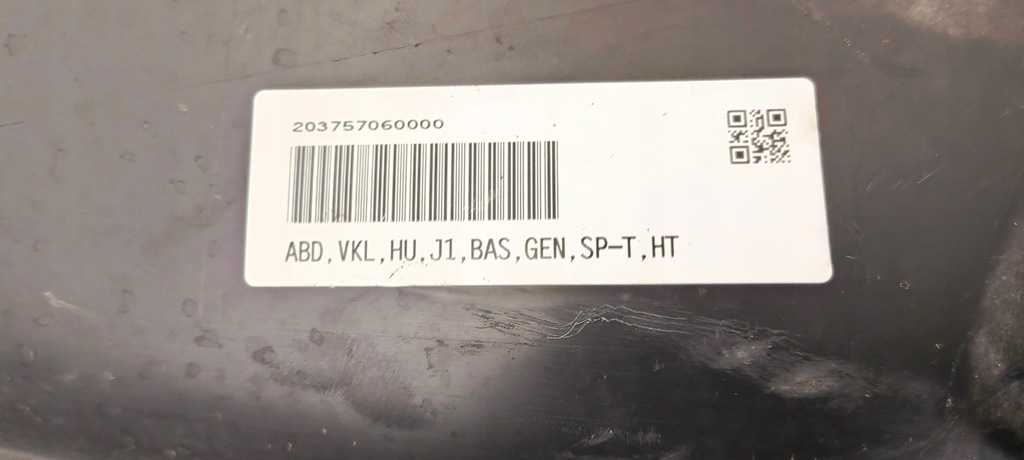 203757060000
ABD,VKL,HU,J1,BAS,GEN,SP-T,HT